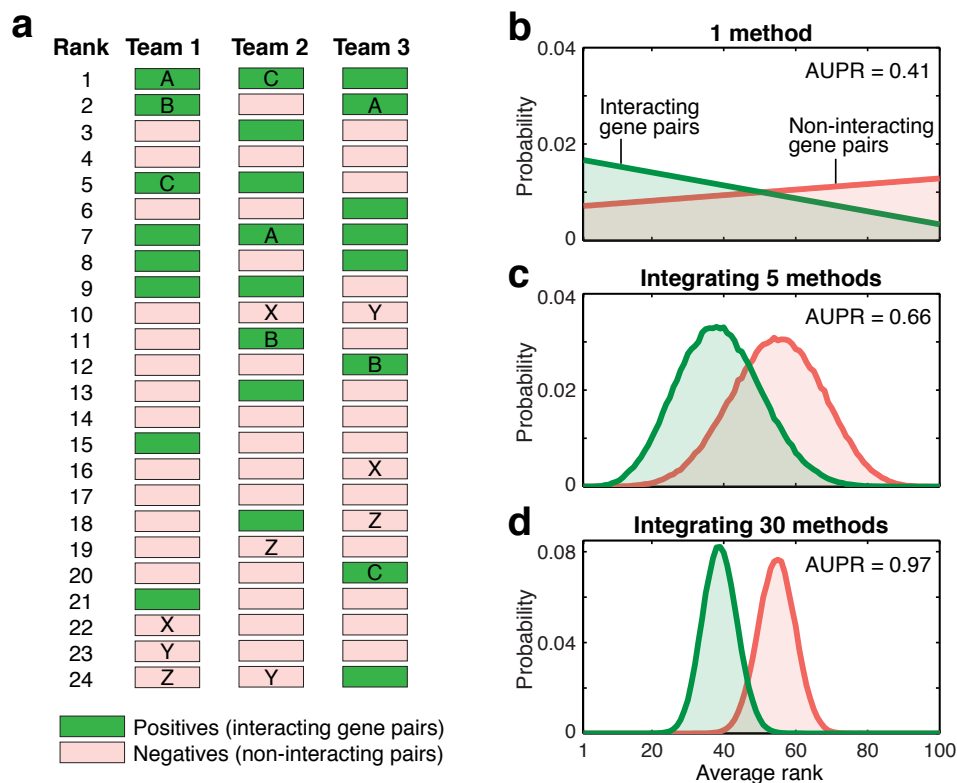 a
Rank Team 1 Team 2 Team 3
1 A C
2 B A
3
4
5 C
6
7 A
8
9
10 X Y
11 B
12 B
13
14
15
16 X
17
18 Z
19 Z
20 C
21
22 X
23 Y
24 Z Y
Positives (interacting gene pairs)
Negatives (non-interacting pairs)
b
1 method
0.04
AUPR = 0.41
Interacting
gene pairs
Non-interacting
gene pairs
Probability
0.02
0
c
Integrating 5 methods
0.04
AUPR = 0.66
Probability
0.02
0
d
Integrating 30 methods
0.08
AUPR = 0.97
Probability
0.04
0
1 20 40 60 80 100
Average rank